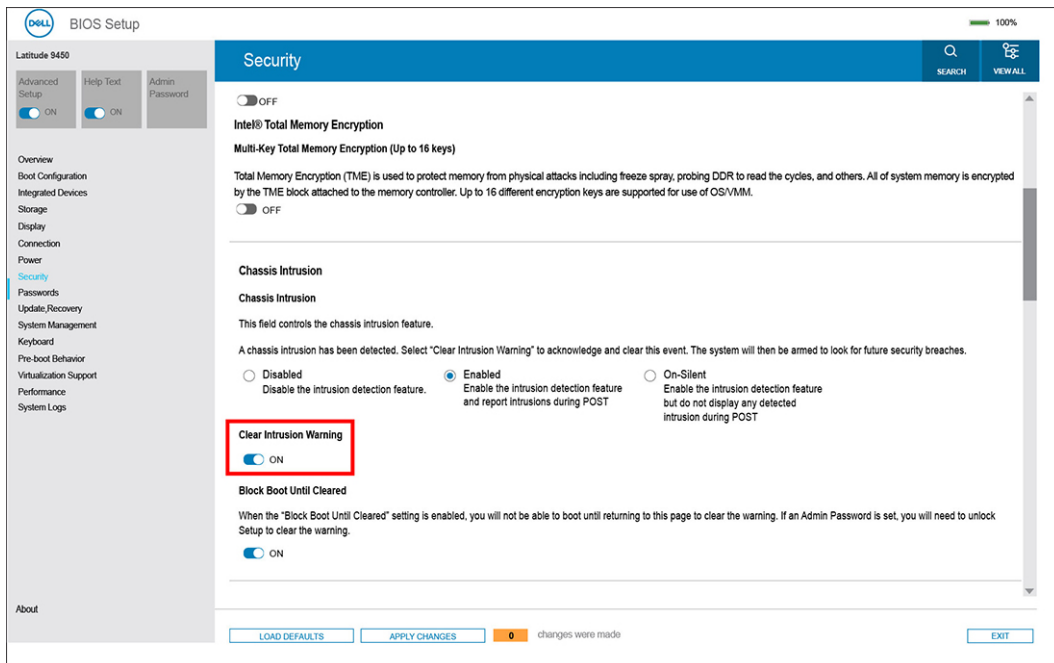 DELL BIOS Setup 100%
Latitude 9450
Advanced Setup
ON
Help Text
ON
Admin Password
Overview
Boot Configuration
Integrated Devices
Storage
Display
Connection
Power
Security
Passwords
Update,Recovery
System Management
Keyboard
Pre-boot Behavior
Virtualization Support
Performance
System Logs
About
Security
SEARCH
VIEW ALL
OFF
Intel® Total Memory Encryption
Multi-Key Total Memory Encryption (Up to 16 keys)
Total Memory Encryption (TME) is used to protect memory from physical attacks including freeze spray, probing DDR to read the cycles, and others. All of system memory is encrypted
by the TME block attached to the memory controller. Up to 16 different encryption keys are supported for use of OS/VMM.
OFF
Chassis Intrusion
Chassis Intrusion
This field controls the chassis intrusion feature.
A chassis intrusion has been detected. Select “Clear Intrusion Warning” to acknowledge and clear this event. The system will then be armed to look for future security breaches.
Disabled
Disable the intrusion detection feature.
Enabled
Enable the intrusion detection feature
and report intrusions during POST
On-Silent
Enable the intrusion detection feature
but do not display any detected
intrusion during POST
Clear Intrusion Warning
ON
Block Boot Until Cleared
When the “Block Boot Until Cleared” setting is enabled, you will not be able to boot until returning to this page to clear the warning. If an Admin Password is set, you will need to unlock
Setup to clear the warning.
ON
LOAD DEFAULTS APPLY CHANGES 0 changes were made EXIT